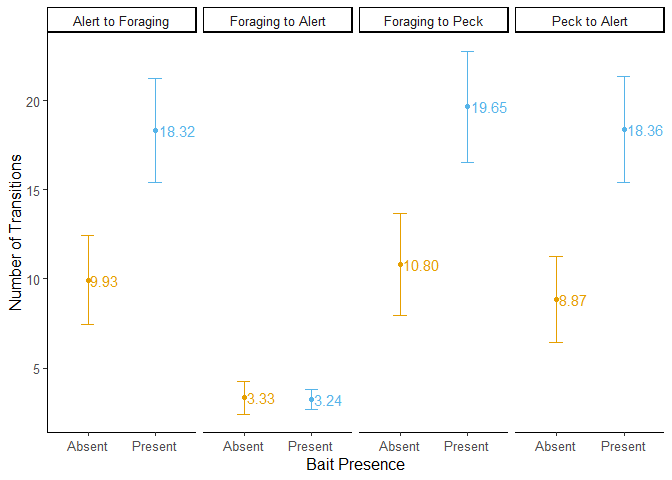 Alert to Foraging
Foraging to Alert
Foraging to Peck
Peck to Alert
Number of Transitions
20
15
10
5
9.93
18.32
3.33
3.24
10.80
19.65
8.87
18.36
Absent Present
Absent Present
Absent Present
Absent Present
Bait Presence